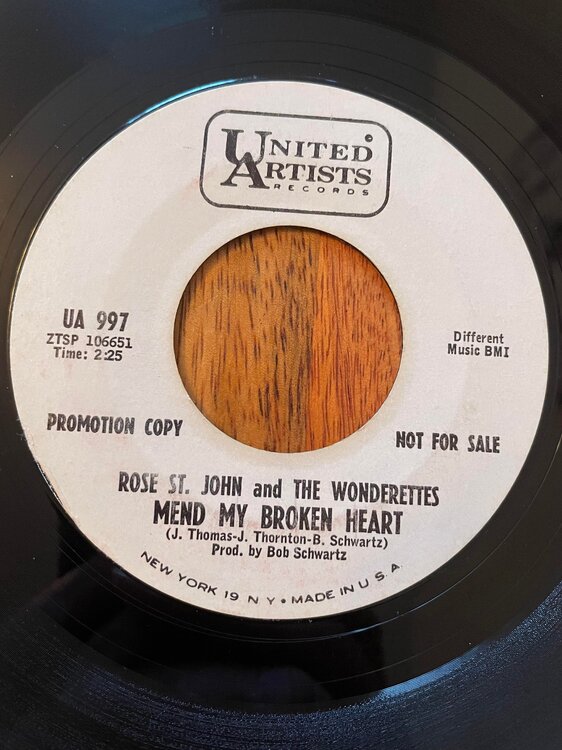 UNITED
ARTISTS
RECORDS
UA 997
ZTSP 106651
Time: 2:25
Different
Music BMI
PROMOTION COPY
NOT FOR SALE
ROSE ST. JOHN and THE WONDERETTES
MEND MY BROKEN HEART
(J. Thomas-J. Thornton-B. Schwartz)
Prod. by Bob Schwartz
NEW YORK 19 N Y • MADE IN U S A